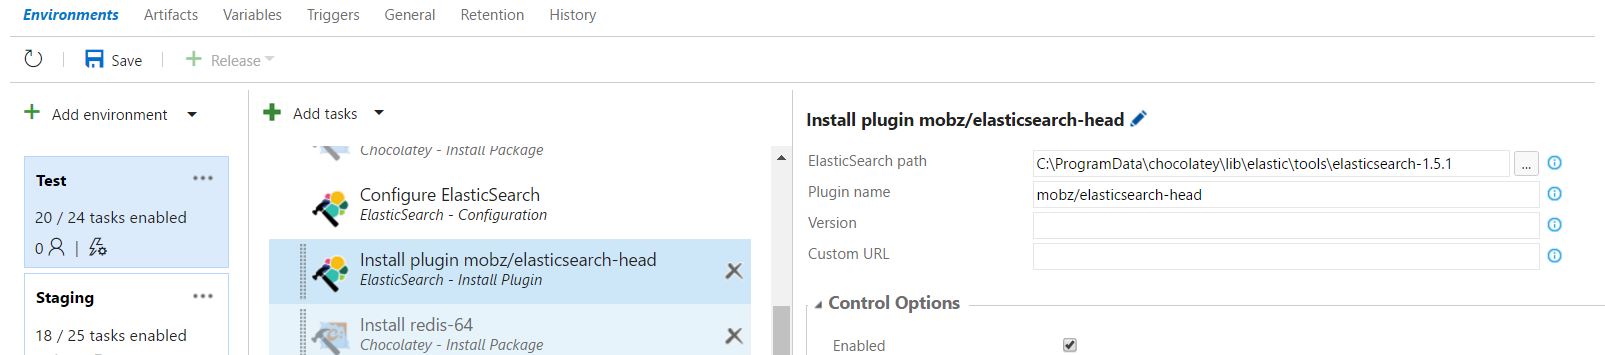 Environments Artifacts Variables Triggers General Retention History
Save Release
Add environment
Test ...
20 / 24 tasks enabled
0 |
Staging ...
18 / 25 tasks enabled
Add tasks
Chocolatey - Install Package
Configure ElasticSearch
ElasticSearch - Configuration
Install plugin mobz/elasticsearch-head
ElasticSearch - Install Plugin
Install redis-64
Chocolatey - Install Package
Install plugin mobz/elasticsearch-head
ElasticSearch path C:\ProgramData\chocolatey\lib\elastic\tools\elasticsearch-1.5.1 ...
Plugin name mobz/elasticsearch-head
Version
Custom URL
Control Options
Enabled